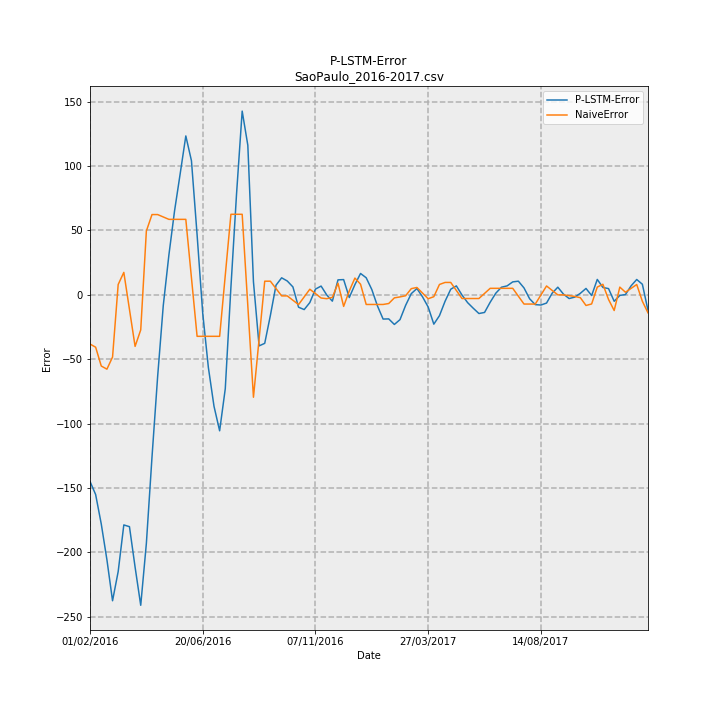 P-LSTM-Error
SaoPaulo_2016-2017.csv
P-LSTM-Error
NaiveError
150
100
50
0
−50
−100
−150
−200
−250
Error
01/02/2016 20/06/2016 07/11/2016 27/03/2017 14/08/2017
Date